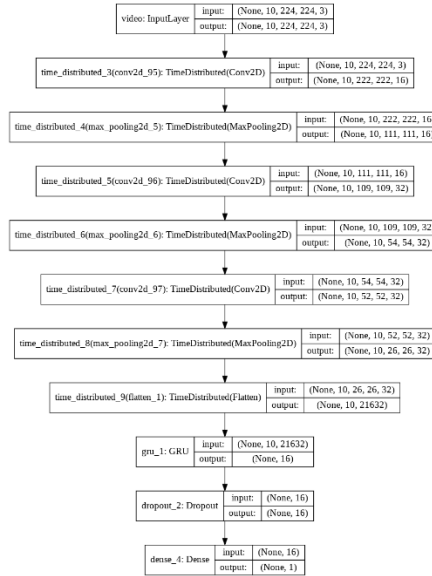 video: InputLayer input: (None, 10, 224, 224, 3)
output: (None, 10, 224, 224, 3)
time_distributed_3(conv2d_95): TimeDistributed(Conv2D) input: (None, 10, 224, 224, 3)
output: (None, 10, 222, 222, 16)
time_distributed_4(max_pooling2d_5): TimeDistributed(MaxPooling2D) input: (None, 10, 222, 222, 16)
output: (None, 10, 111, 111, 16)
time_distributed_5(conv2d_96): TimeDistributed(Conv2D) input: (None, 10, 111, 111, 16)
output: (None, 10, 109, 109, 32)
time_distributed_6(max_pooling2d_6): TimeDistributed(MaxPooling2D) input: (None, 10, 109, 109, 32)
output: (None, 10, 54, 54, 32)
time_distributed_7(conv2d_97): TimeDistributed(Conv2D) input: (None, 10, 54, 54, 32)
output: (None, 10, 52, 52, 32)
time_distributed_8(max_pooling2d_7): TimeDistributed(MaxPooling2D) input: (None, 10, 52, 52, 32)
output: (None, 10, 26, 26, 32)
time_distributed_9(flatten_1): TimeDistributed(Flatten) input: (None, 10, 26, 26, 32)
output: (None, 10, 21632)
gru_1: GRU input: (None, 10, 21632)
output: (None, 16)
dropout_2: Dropout input: (None, 16)
output: (None, 16)
dense_4: Dense input: (None, 16)
output: (None, 1)